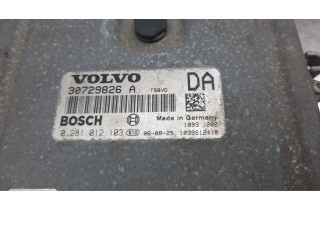 VOLVO
DA
30729826 A
BOSCH
Made in Germany
0 281 012 103 06-08-25